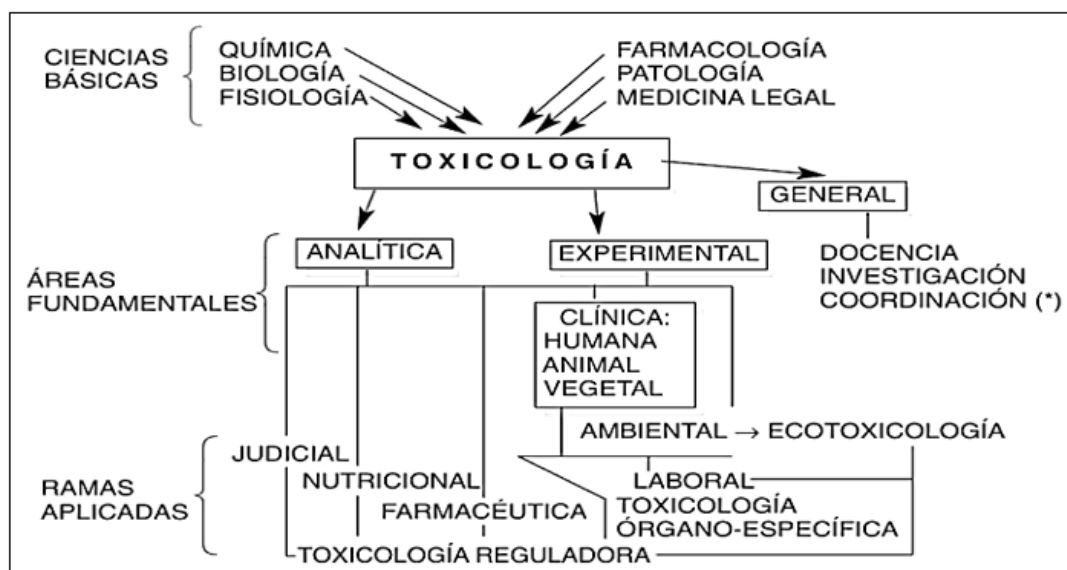 CIENCIAS
BÁSICAS
QUÍMICA
BIOLOGÍA
FISIOLOGÍA
FARMACOLOGÍA
PATOLOGÍA
MEDICINA LEGAL
TOXICOLOGÍA
GENERAL
DOCENCIA
INVESTIGACIÓN
COORDINACIÓN (*)
ÁREAS
FUNDAMENTALES
ANALÍTICA
EXPERIMENTAL
CLÍNICA:
HUMANA
ANIMAL
VEGETAL
AMBIENTAL → ECOTOXICOLOGÍA
RAMAS
APLICADAS
JUDICIAL
NUTRICIONAL
FARMACÉUTICA
LABORAL
TOXICOLOGÍA
ÓRGANO-ESPECÍFICA
TOXICOLOGÍA REGULADORA